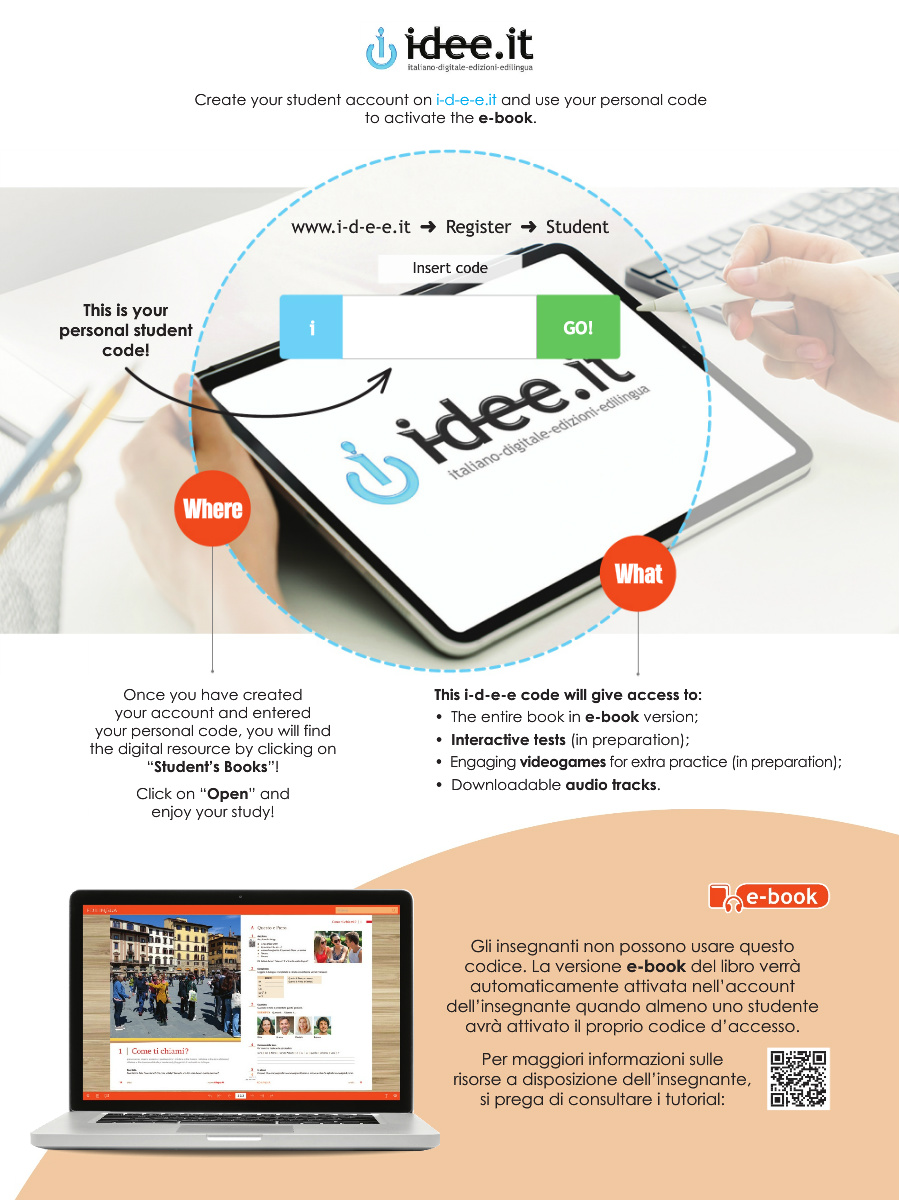 idee.it
italiano-digitale-edizioni-edilingua
Create your student account on i-d-e-e.it and use your personal code
to activate the e-book.
www.i-d-e-e.it ➜ Register ➜ Student
Insert code
This is your
personal student
code!
i
GO!
idee.it
italiano-digitale-edizioni-edilingua
Where
What
Once you have created
your account and entered
your personal code, you will find
the digital resource by clicking on
“Student’s Books”!
Click on “Open” and
enjoy your study!
This i-d-e-e code will give access to:
• The entire book in e-book version;
• Interactive tests (in preparation);
• Engaging videogames for extra practice (in preparation);
• Downloadable audio tracks.
e-book
Gli insegnanti non possono usare questo
codice. La versione e-book del libro verrà
automaticamente attivata nell’account
dell’insegnante quando almeno uno studente
avrà attivato il proprio codice d’accesso.
Per maggiori informazioni sulle
risorse a disposizione dell’insegnante,
si prega di consultare i tutorial:
A Questo è Piero
1 Come ti chiami?